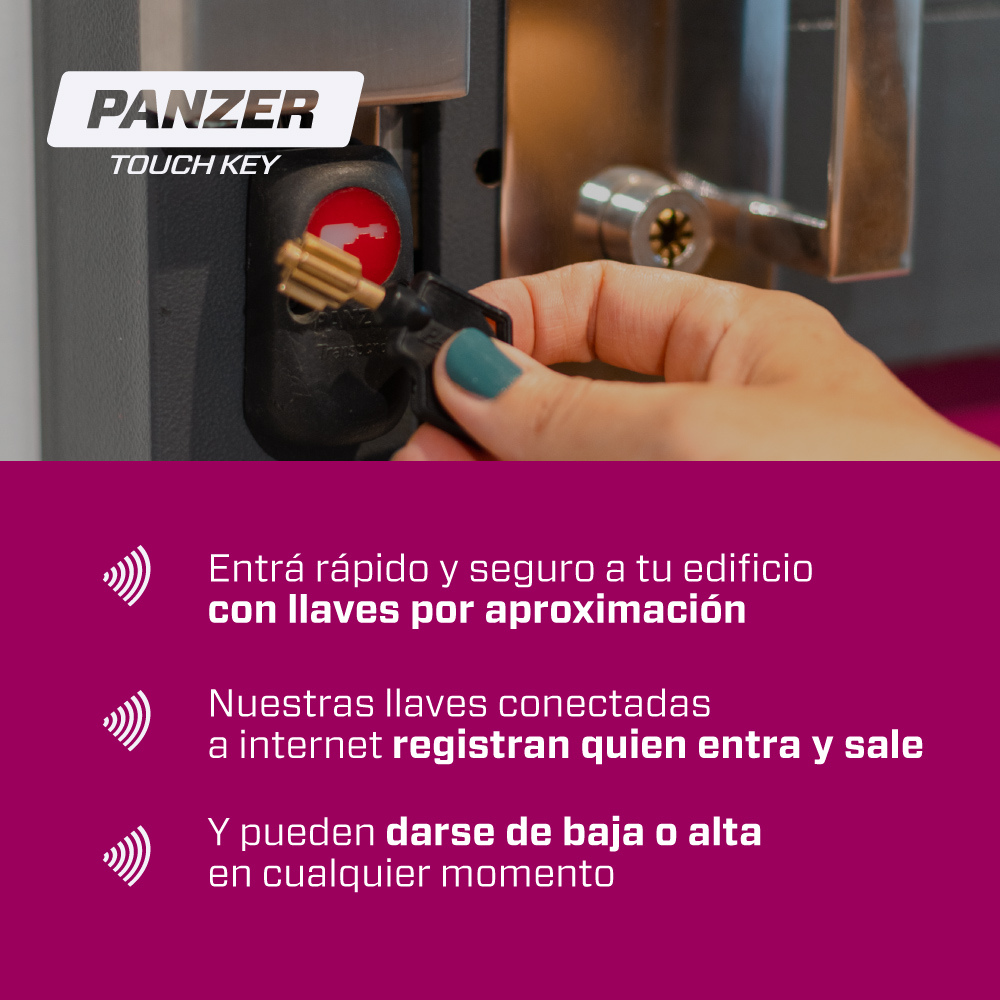 PANZER
TOUCH KEY
Entrá rápido y seguro a tu edificio
con llaves por aproximación
Nuestras llaves conectadas
a internet registran quien entra y sale
Y pueden darse de baja o alta
en cualquier momento